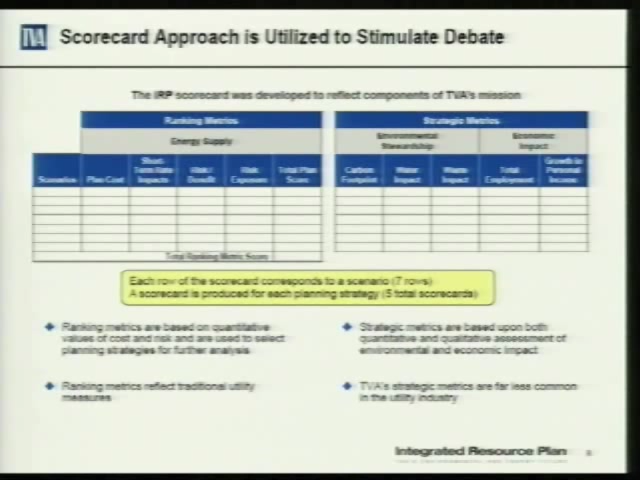 TVA
Scorecard Approach is Utilized to Stimulate Debate
The IRP scorecard was developed to reflect components of TVA's mission
Ranking Metrics
Energy Supply
Scenarios
Plan Cost
Short-
Term Rate
Impacts
Risk /
Benefit
Risk
Exposure
Total Plan
Score
Total Ranking Metric Score
Strategic Metrics
Environmental
Stewardship
Economic
Impact
Carbon
Footprint
Water
Impact
Waste
Impact
Total
Employment
Growth in
Personal
Income
Each row of the scorecard corresponds to a scenario (7 rows)
A scorecard is produced for each planning strategy (5 total scorecards)
Ranking metrics are based on quantitative
values of cost and risk and are used to select
planning strategies for further analysis
Ranking metrics reflect traditional utility
measures
Strategic metrics are based upon both
quantitative and qualitative assessment of
environmental and economic impact
TVA's strategic metrics are far less common
in the utility industry
Integrated Resource Plan